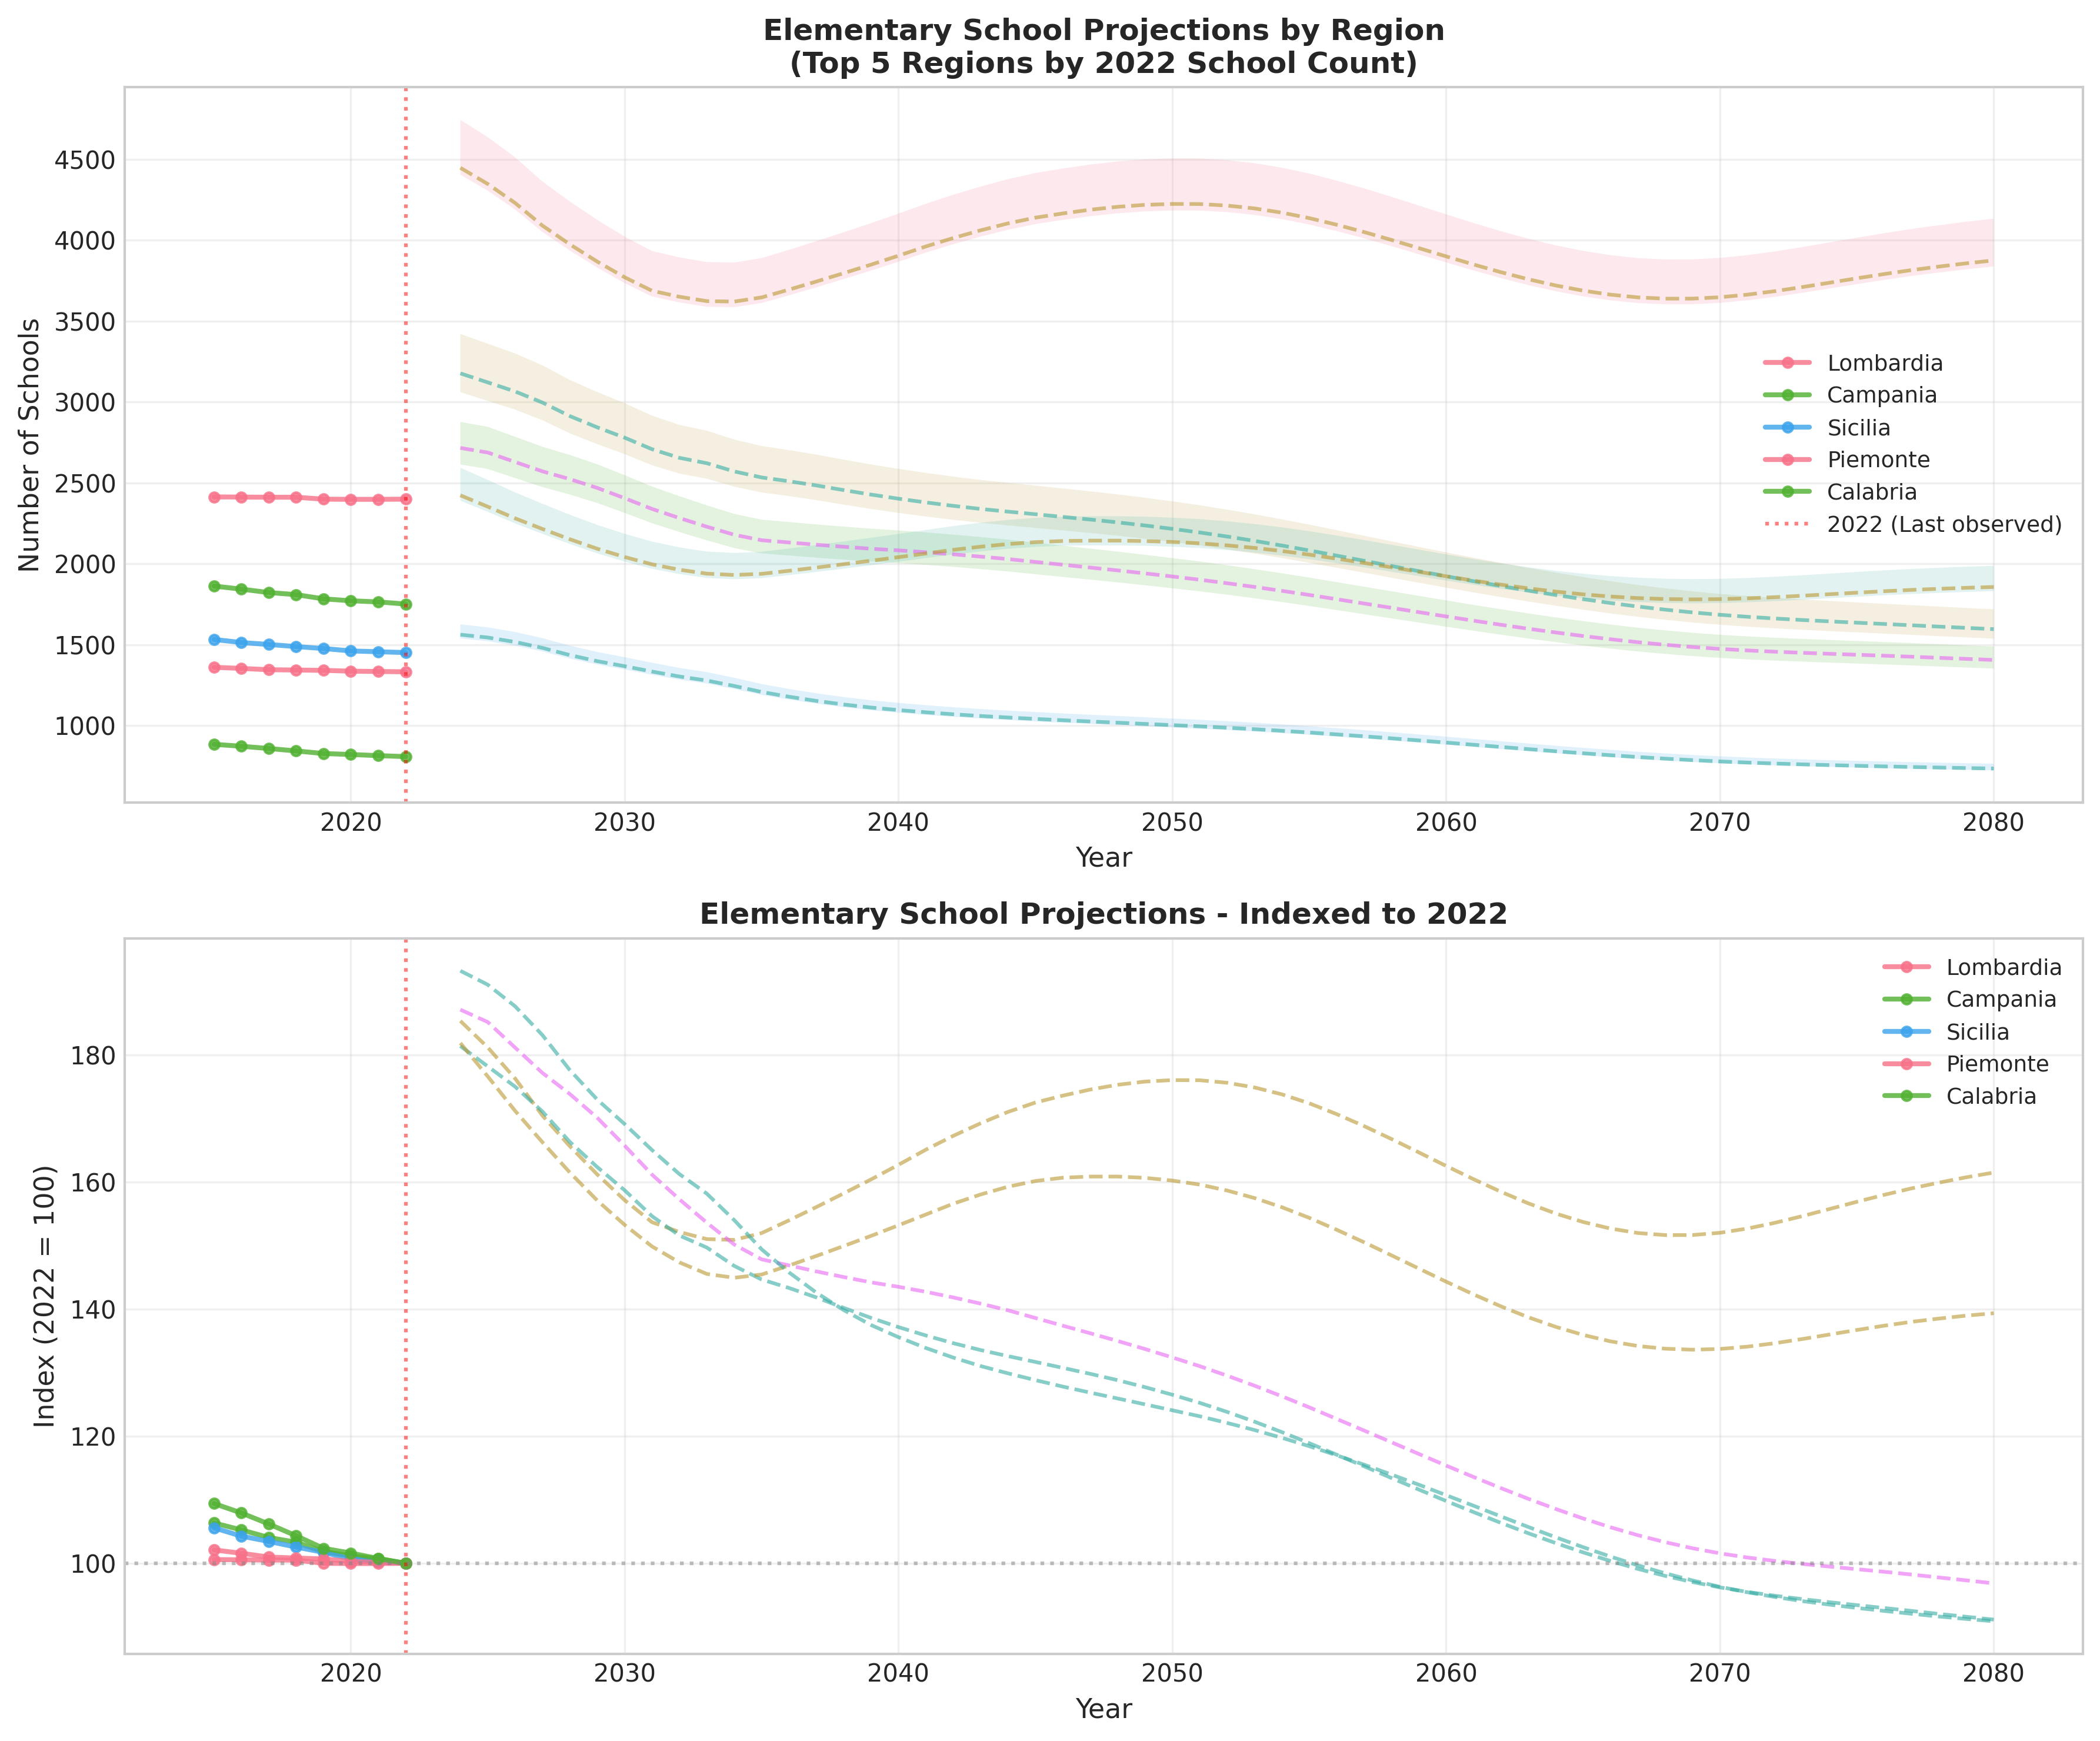 Elementary School Projections by Region
(Top 5 Regions by 2022 School Count)
Number of Schools
4500
4000
3500
3000
2500
2000
1500
1000
Lombardia
Campania
Sicilia
Piemonte
Calabria
2022 (Last observed)
2020 2030 2040 2050 2060 2070 2080
Year
Elementary School Projections - Indexed to 2022
Index (2022 = 100)
180
160
140
120
100
Lombardia
Campania
Sicilia
Piemonte
Calabria
2020 2030 2040 2050 2060 2070 2080
Year